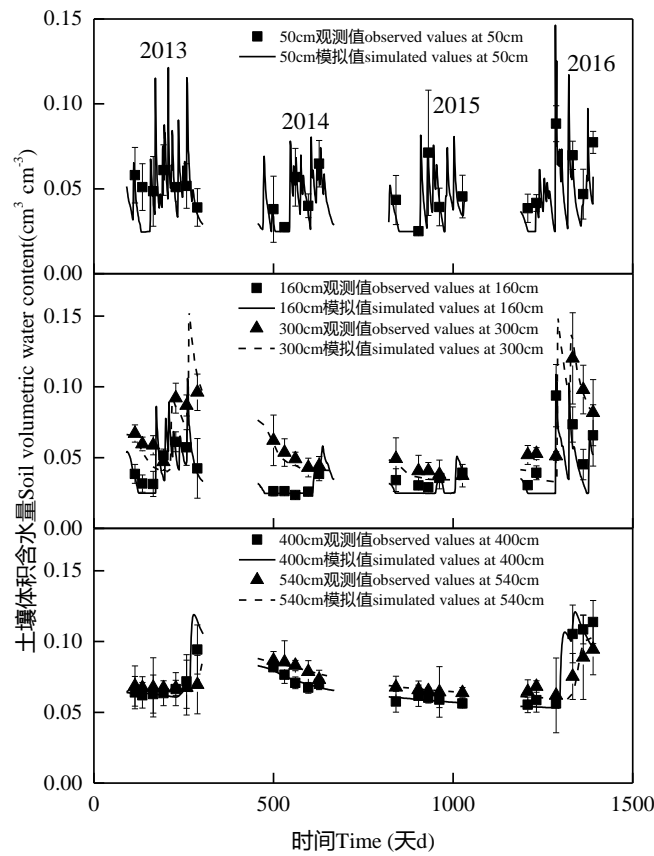 0.15
50cm观测值observed values at 50cm
50cm模拟值simulated values at 50cm
2013
2014
2015
2016
0.10
0.05
0.00
160cm观测值observed values at 160cm
160cm模拟值simulated values at 160cm
300cm观测值observed values at 300cm
300cm模拟值simulated values at 300cm
0.15
0.10
0.05
0.00
400cm观测值observed values at 400cm
400cm模拟值simulated values at 400cm
540cm观测值observed values at 540cm
540cm模拟值simulated values at 540cm
0.15
0.10
0.05
0.00
0 500 1000 1500
时间Time (天d)
土壤体积含水量Soil volumetric water content(cm³ cm⁻³)